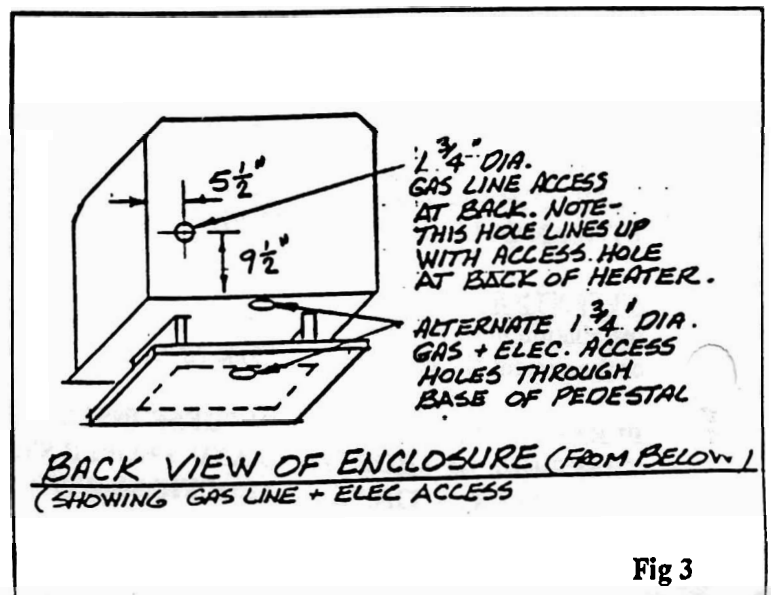 5 1/2"
9 1/2"
1 3/4" DIA.
GAS LINE ACCESS
AT BACK. NOTE-
THIS HOLE LINES UP
WITH ACCESS HOLE
AT BACK OF HEATER.
ALTERNATE 1 3/4" DIA.
GAS + ELEC. ACCESS
HOLES THROUGH
BASE OF PEDESTAL
BACK VIEW OF ENCLOSURE (FROM BELOW)
(SHOWING GAS LINE + ELEC ACCESS
Fig 3